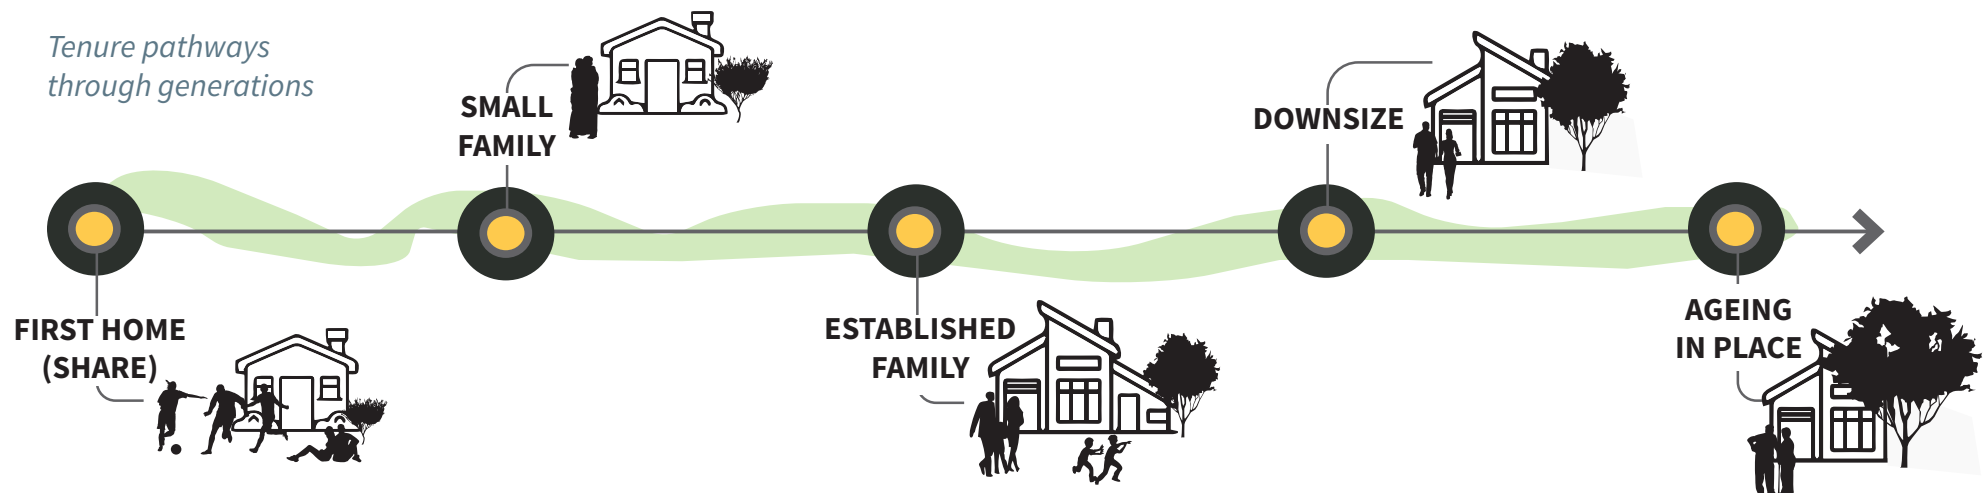 Tenure pathways
through generations
SMALL
FAMILY
DOWNSIZE
FIRST HOME
(SHARE)
ESTABLISHED
FAMILY
AGEING
IN PLACE